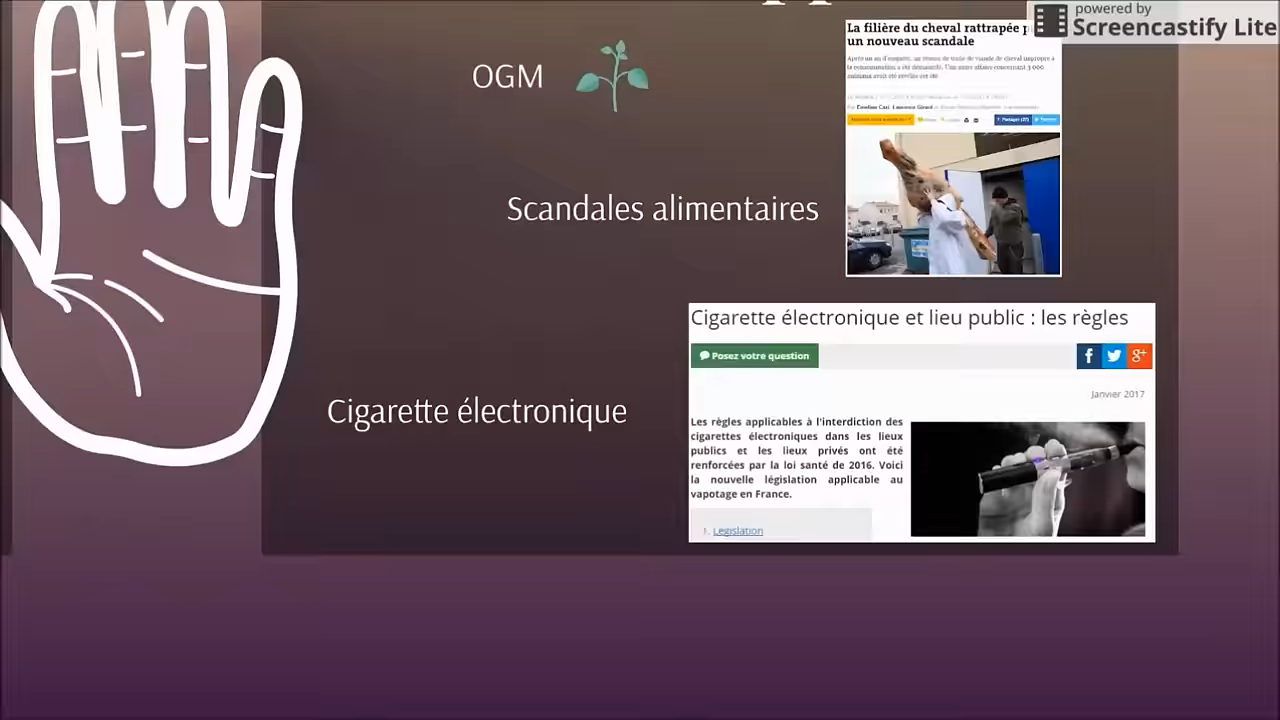 powered by
Screencastify Lite
La filière du cheval rattrapée
un nouveau scandale
OGM
Scandales alimentaires
Cigarette électronique
Cigarette électronique et lieu public : les règles
Posez votre question
f
g+
Janvier 2017
Les règles applicables à l'interdiction des
cigarettes électroniques dans les lieux
publics et les lieux privés ont été
renforcées par la loi santé de 2016. Voici
la nouvelle législation applicable au
vapotage en France.
1. Legislation